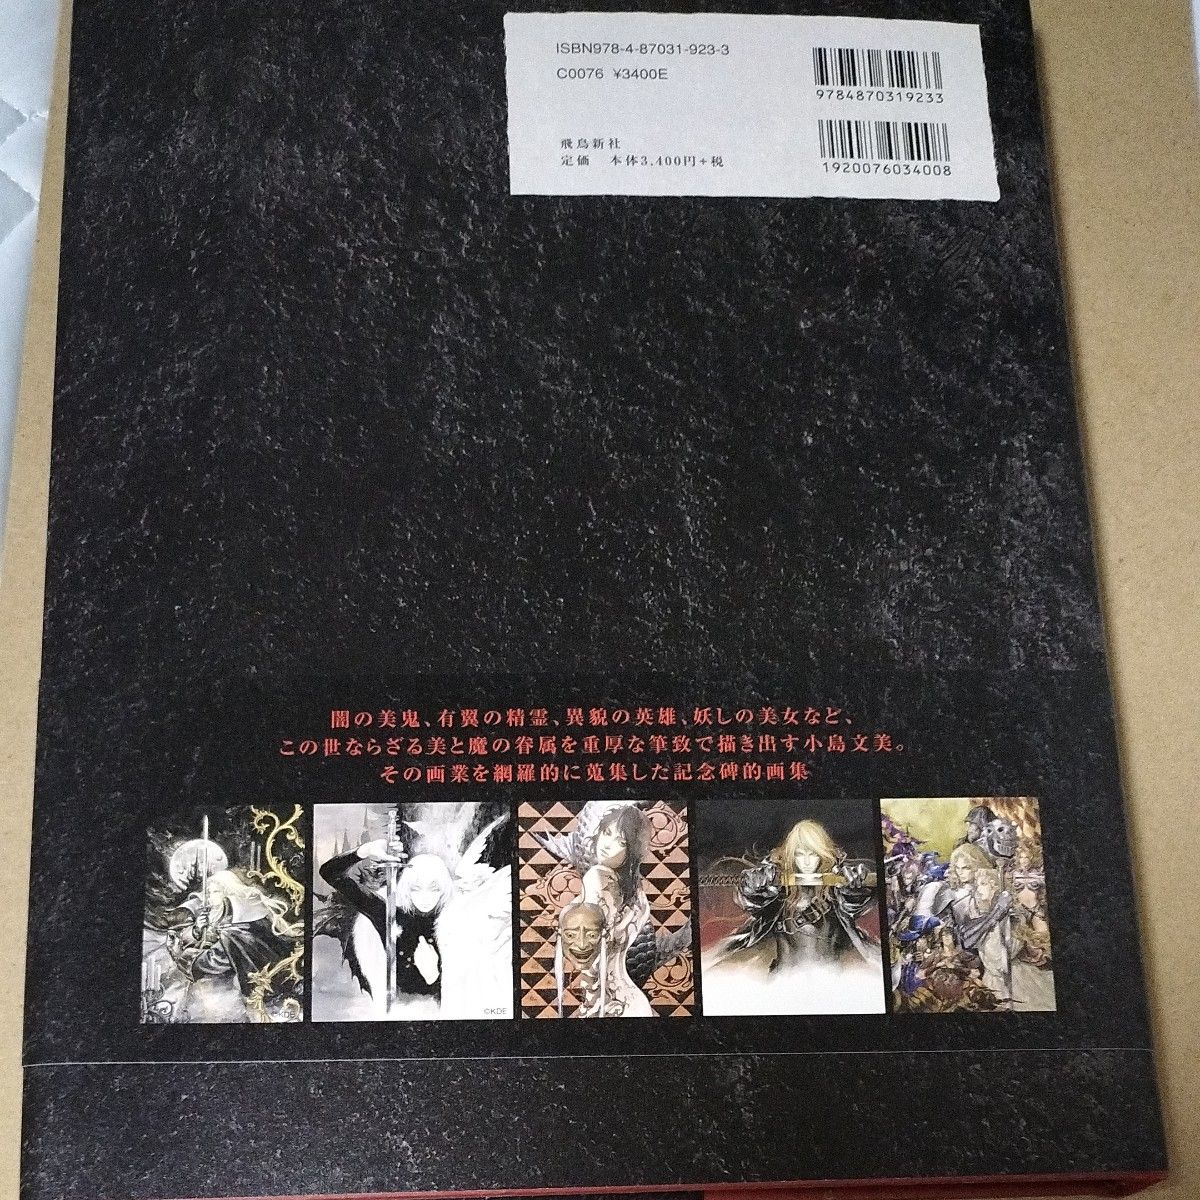 ISBN978-4-87031-923-3
C0076 ¥3400E
9784870319233
飛鳥新社
定価 本体3,400円+税
1920076034008
闇の美鬼、有翼の精霊、異貌の英雄、妖しの美女など、
この世ならざる美と魔の眷属を重厚な筆致で描き出す小島文美。
その画業を網羅的に蒐集した記念碑的画集
©KDE
©KDE